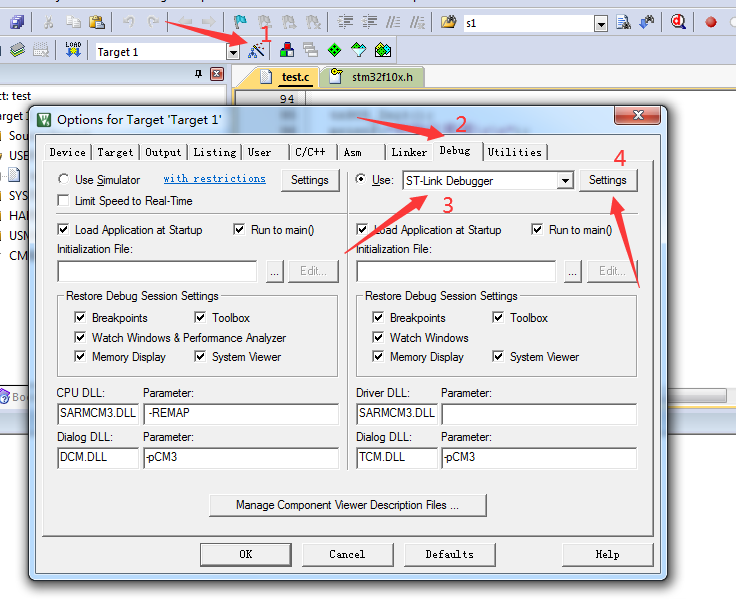 s1
LOAD
Target 1
1
test.c
stm32f10x.h
ct: test
arget 1
Sou
USE
SYS
HA
USM
CM
Boo
94
Options for Target 'Target 1'
2
Device Target Output Listing User C/C++ Asm Linker Debug Utilities
4
Use Simulator with restrictions Settings
Use: ST-Link Debugger Settings
Limit Speed to Real-Time
3
Load Application at Startup Run to main()
Load Application at Startup Run to main()
Initialization File:
Initialization File:
... Edit...
... Edit...
Restore Debug Session Settings
Breakpoints Toolbox
Watch Windows & Performance Analyzer
Memory Display System Viewer
Restore Debug Session Settings
Breakpoints Toolbox
Watch Windows
Memory Display System Viewer
CPU DLL: Parameter:
SARMCM3.DLL -REMAP
Dialog DLL: Parameter:
DCM.DLL -pCM3
Driver DLL: Parameter:
SARMCM3.DLL
Dialog DLL: Parameter:
TCM.DLL -pCM3
Manage Component Viewer Description Files ...
OK Cancel Defaults Help